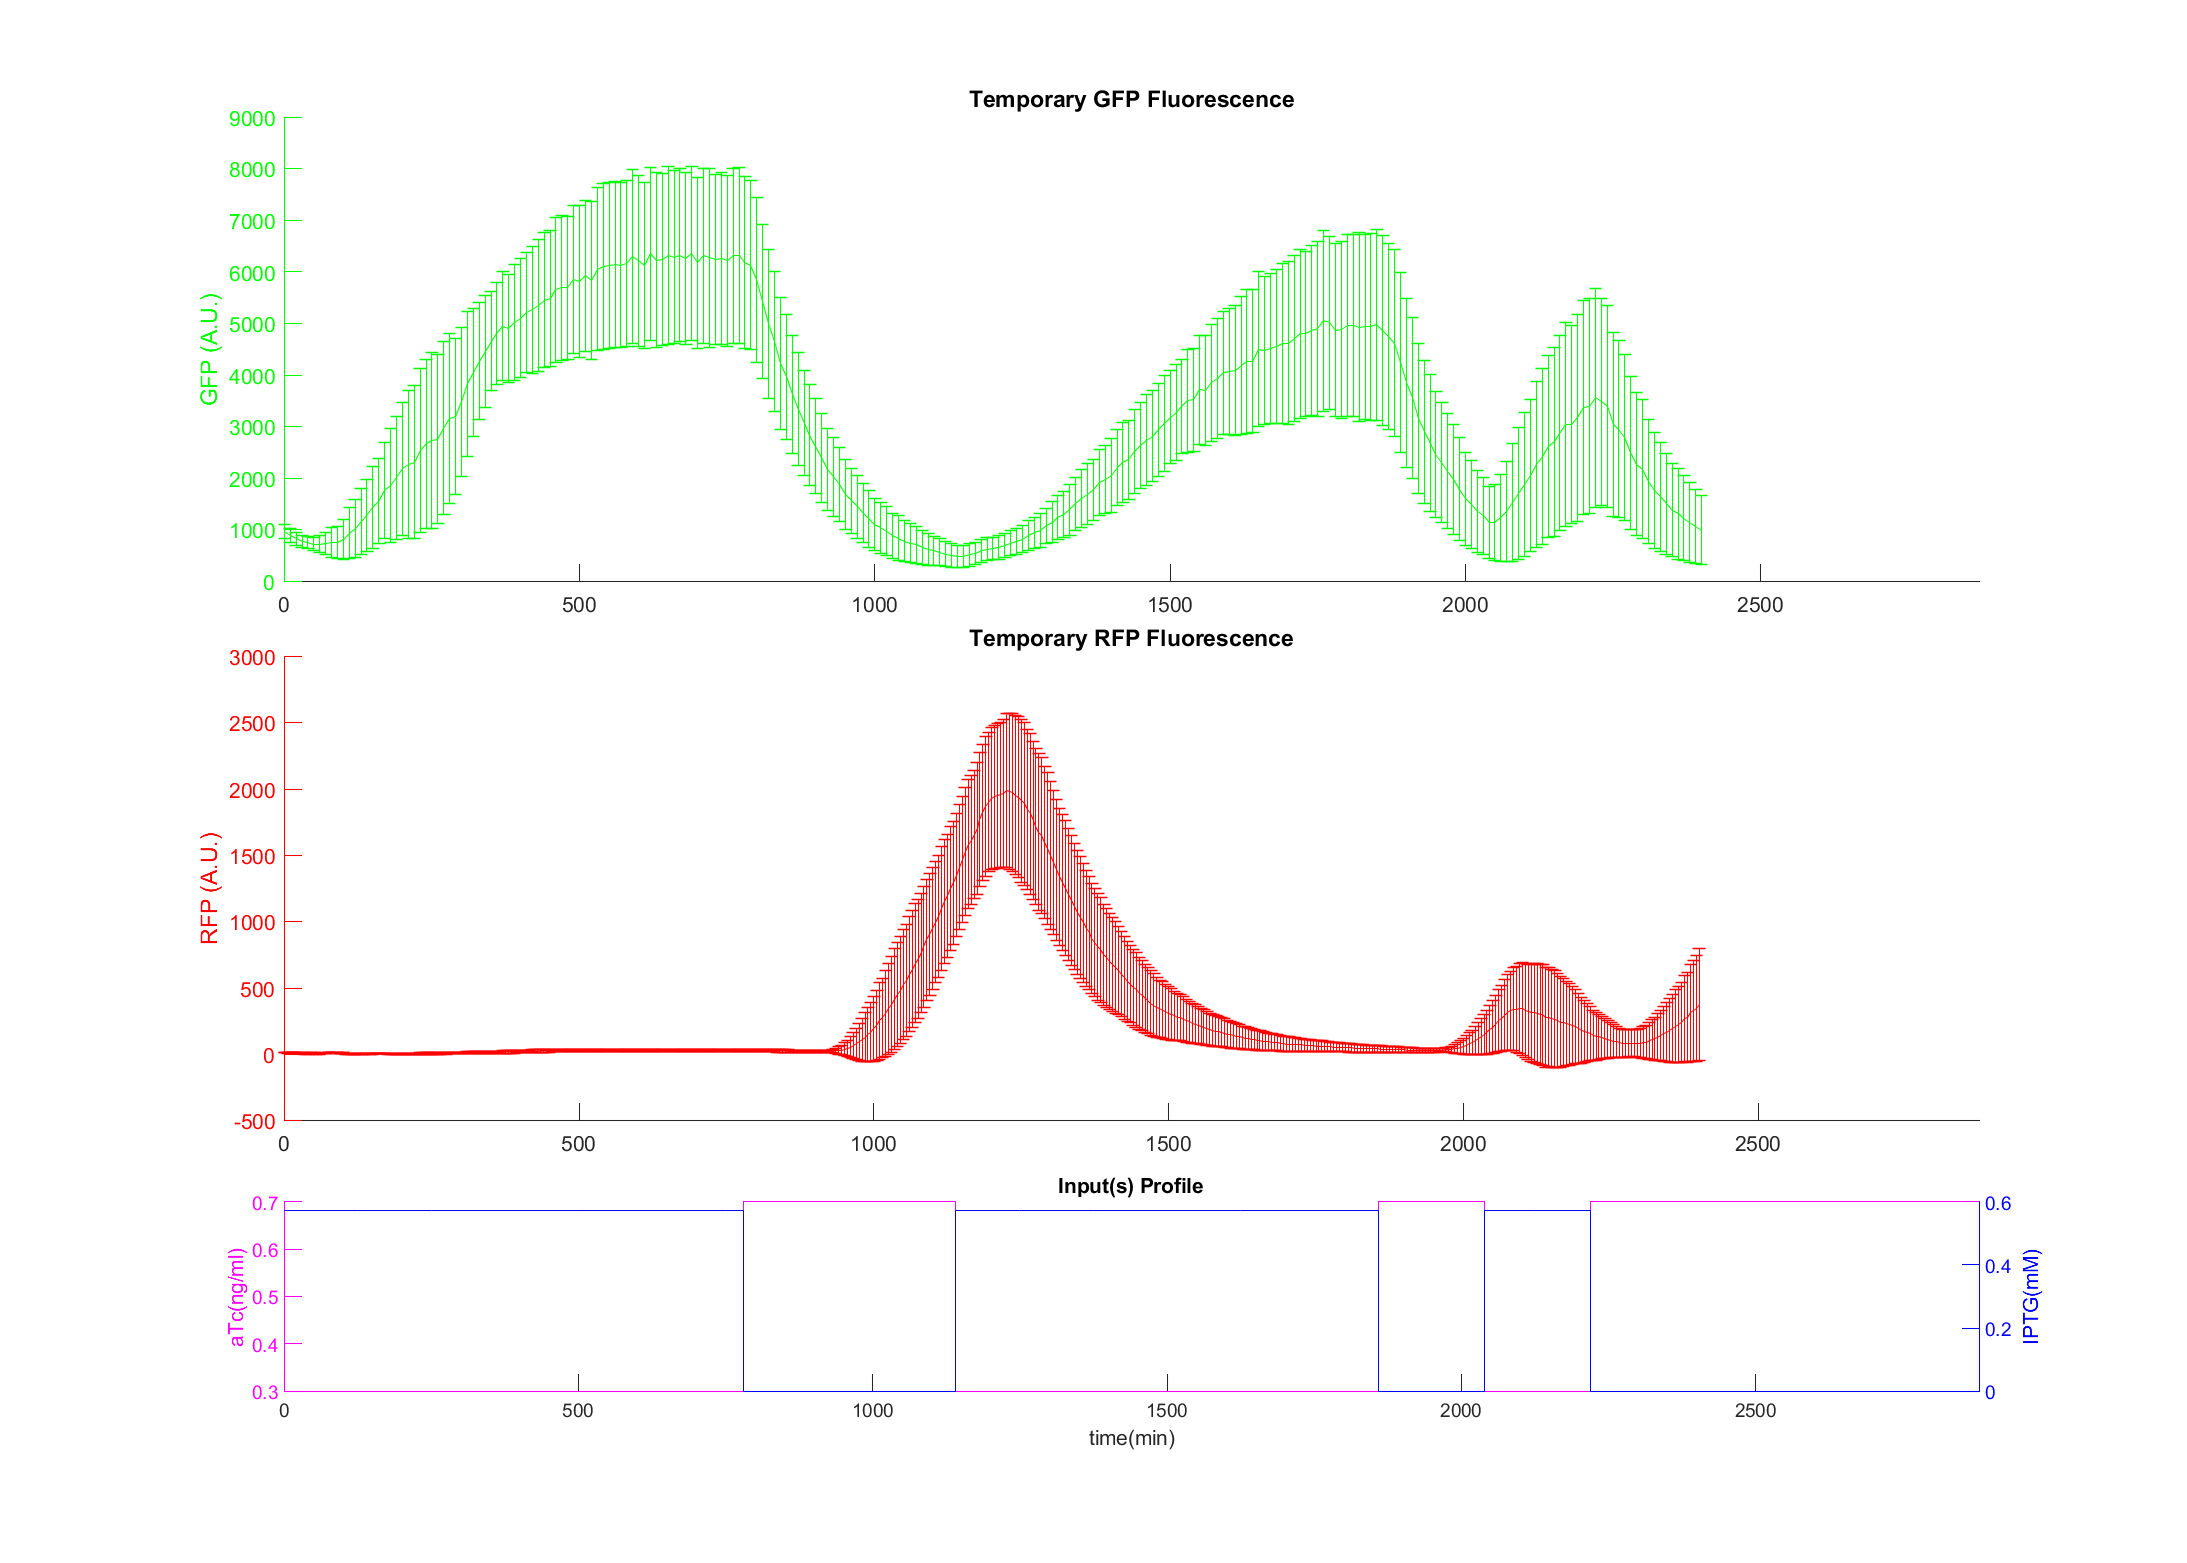 Temporary GFP Fluorescence
9000
8000
7000
6000
5000
4000
3000
2000
1000
0
GFP (A.U.)
0 500 1000 1500 2000 2500
Temporary RFP Fluorescence
3000
2500
2000
1500
1000
500
0
-500
RFP (A.U.)
0 500 1000 1500 2000 2500
Input(s) Profile
0.7
0.6
0.5
0.4
0.3
aTc(ng/ml)
0.6
0.4
0.2
0
IPTG(mM)
0 500 1000 1500 2000 2500
time(min)